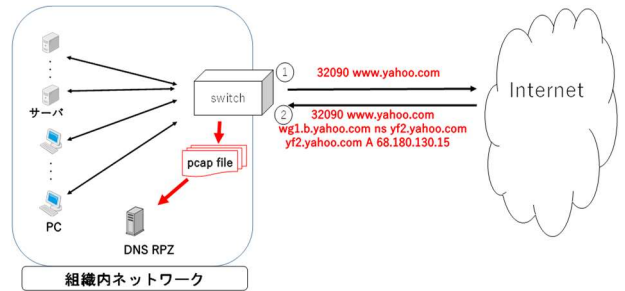 ① 32090 www.yahoo.com
Internet
switch
② 32090 www.yahoo.com
wg1.b.yahoo.com ns yf2.yahoo.com
yf2.yahoo.com A 68.180.130.15
サーバ
pcap file
PC
DNS RPZ
組織内ネットワーク